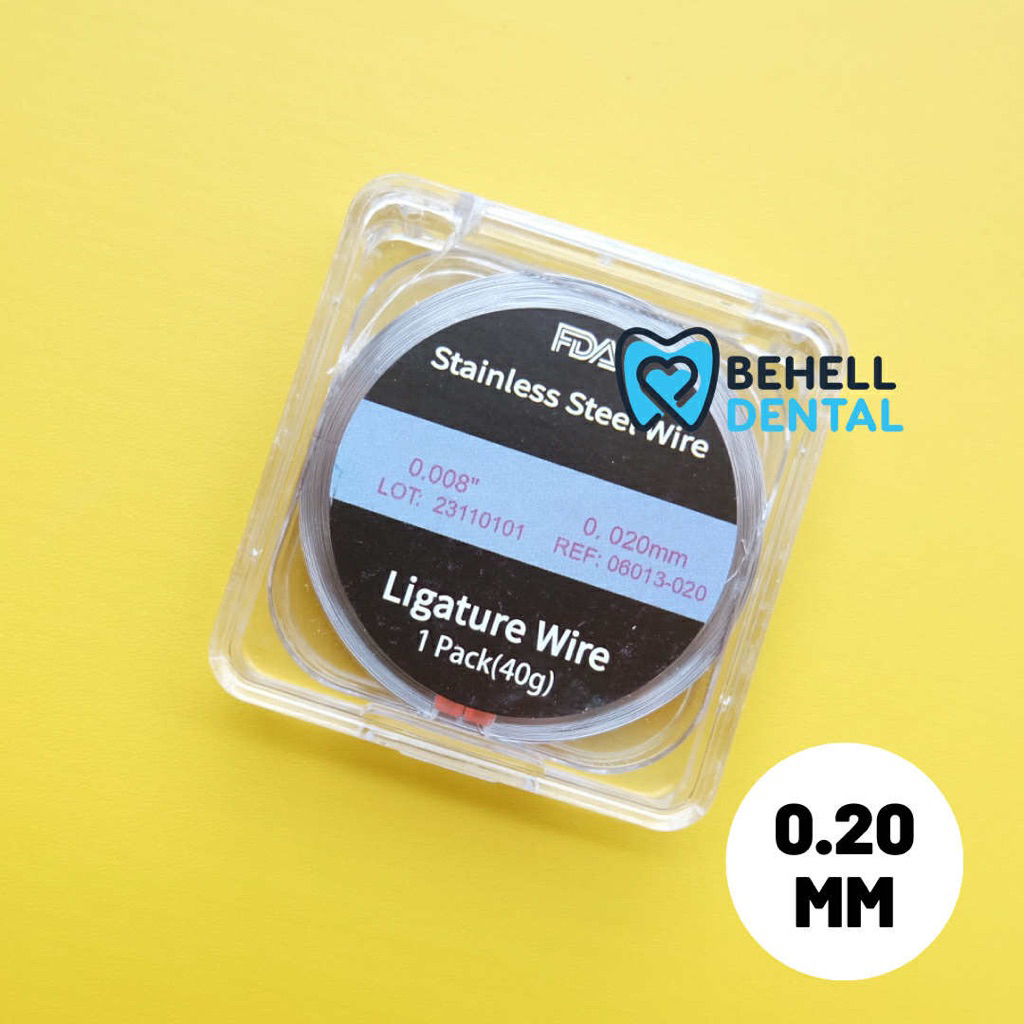 FDA
Stainless Steel Wire
0.008"
LOT: 23110101
0. 020mm
REF: 06013-020
Ligature Wire
1 Pack(40g)
BEHELL
DENTAL
0.20
MM